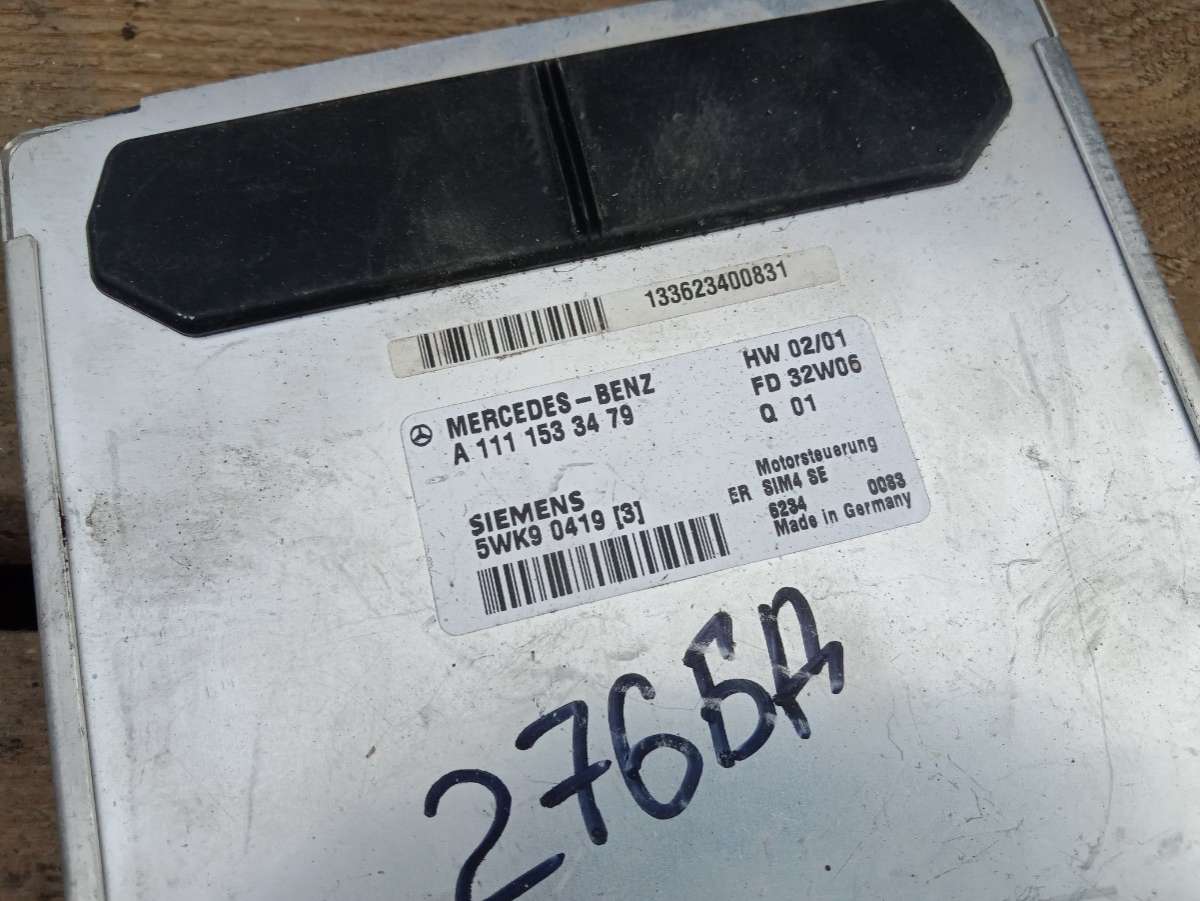 133623400831
MERCEDES-BENZ
A 111 153 34 79
HW 02/01
FD 32W06
Q 01
SIEMENS
5WK9 0419 [3]
Motorsteuerung
ER SIM4 SE
6234 0083
Made in Germany
276БА